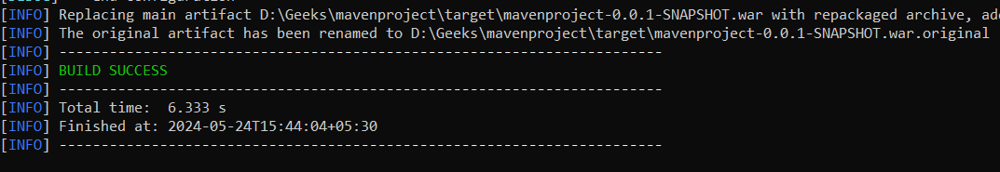 [INFO] Replacing main artifact D:\Geeks\mavenproject\target\mavenproject-0.0.1-SNAPSHOT.war with repackaged archive,
[INFO] The original artifact has been renamed to D:\Geeks\mavenproject\target\mavenproject-0.0.1-SNAPSHOT.war.original
[INFO] ------------------------------------------------------------------------
[INFO] BUILD SUCCESS
[INFO] ------------------------------------------------------------------------
[INFO] Total time:  6.333 s
[INFO] Finished at: 2024-05-24T15:44:04+05:30
[INFO] ------------------------------------------------------------------------